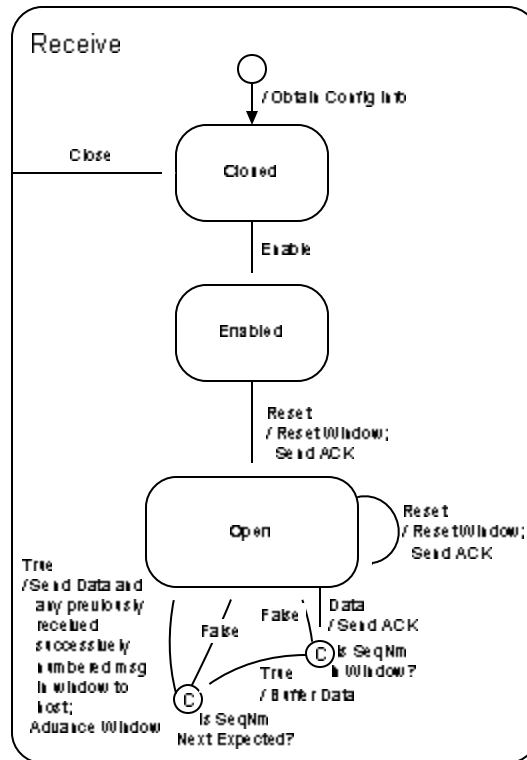 Receive
/ Obtain Config Info
Close
Closed
Enable
Enabled
Reset
/ Reset Window;
Send ACK
Open
Reset
/ Reset Window;
Send ACK
True
/Send Data and
any previously
received
successively
numbered msg
in window to
host;
Advance Window
False
False
Data
/ Send ACK
C
Is SeqNm
In Window?
True
/ Buffer Data
C
Is SeqNm
Next Expected?